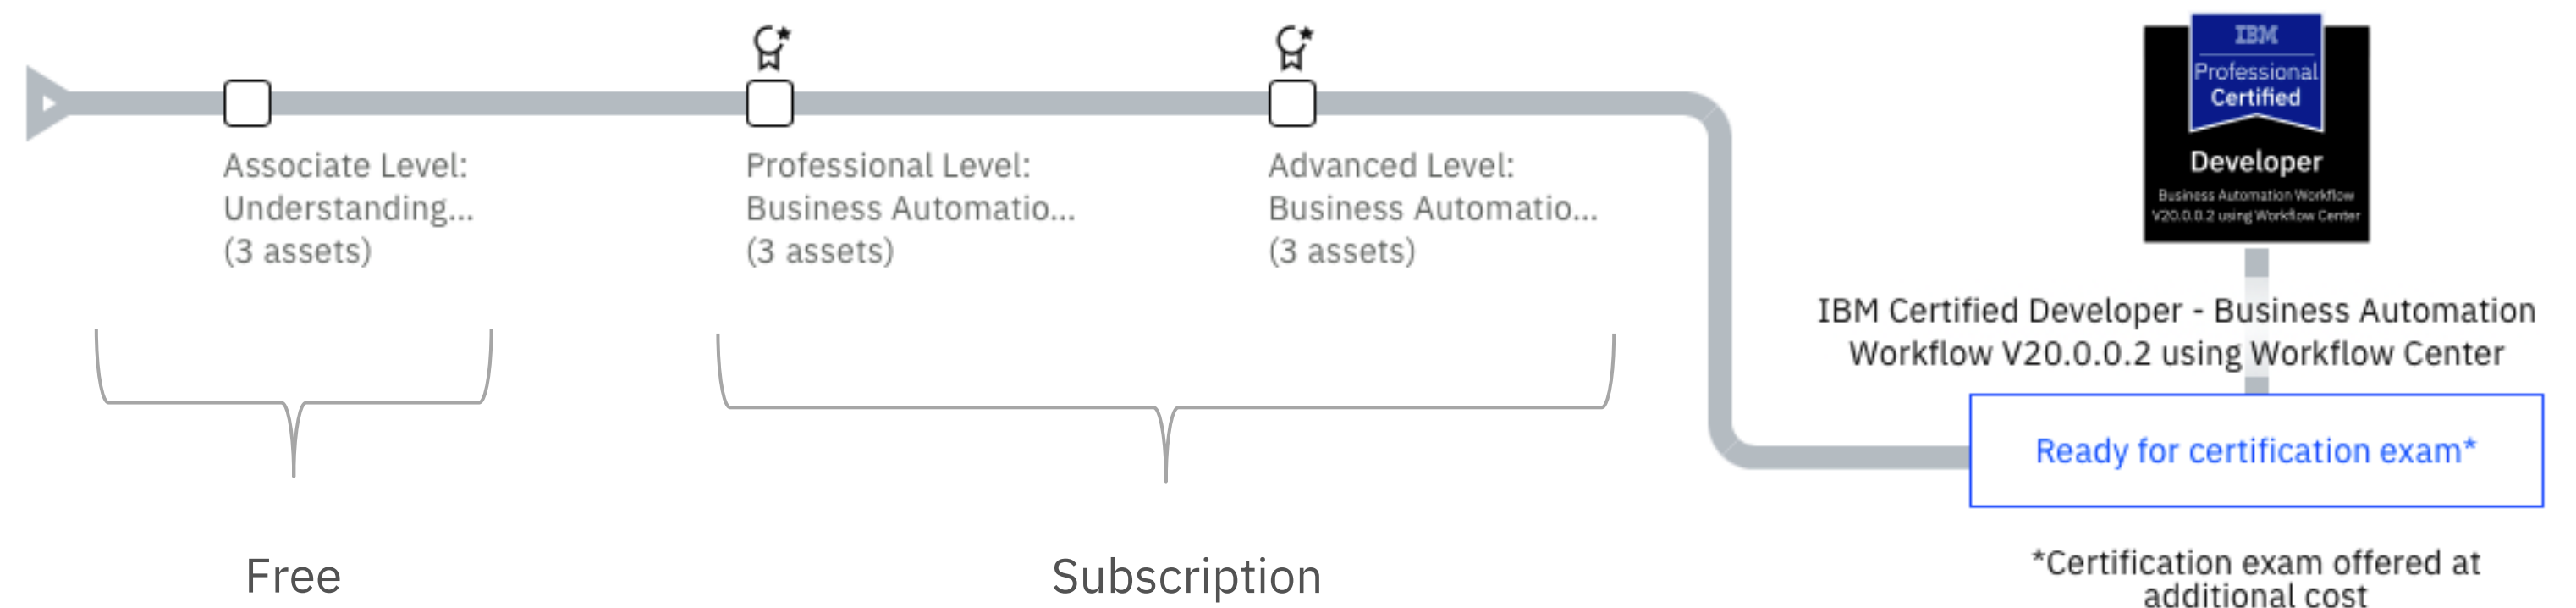 Associate Level:
Understanding...
(3 assets)
Professional Level:
Business Automatio...
(3 assets)
Advanced Level:
Business Automatio...
(3 assets)
Free
Subscription
IBM
Professional
Certified
Developer
Business Automation Workflow
V20.0.0.2 using Workflow Center
IBM Certified Developer - Business Automation
Workflow V20.0.0.2 using Workflow Center
Ready for certification exam*
*Certification exam offered at
additional cost